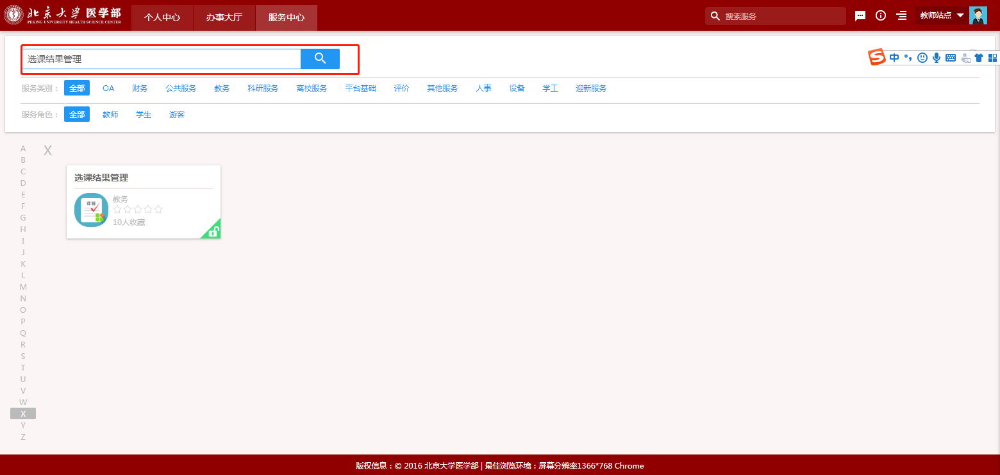 北京大学 医学部
PEKING UNIVERSITY HEALTH SCIENCE CENTER
个人中心 办事大厅 服务中心 搜索服务 教师站点
选课结果管理
中
服务类别： 全部 OA 财务 公共服务 教务 科研服务 离校服务 平台基础 评价 其他服务 人事 设备 学工 迎新服务
服务角色： 全部 教师 学生 游客
A
B
C
D
E
F
G
H
I
J
K
L
M
N
O
P
Q
R
S
T
U
V
W
X
Y
Z
X
选课结果管理
课程
教务
10人收藏
版权信息：© 2016 北京大学医学部 | 最佳浏览环境：屏幕分辨率1366*768 Chrome